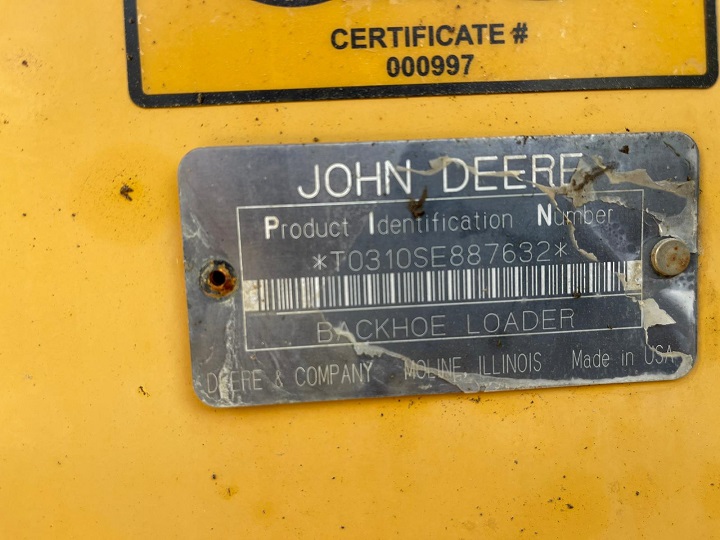 CERTIFICATE #
000997
JOHN DEERE
Product Identification Number
*T0310SE887632*
BACKHOE LOADER
DEERE & COMPANY MOLINE, ILLINOIS Made in USA